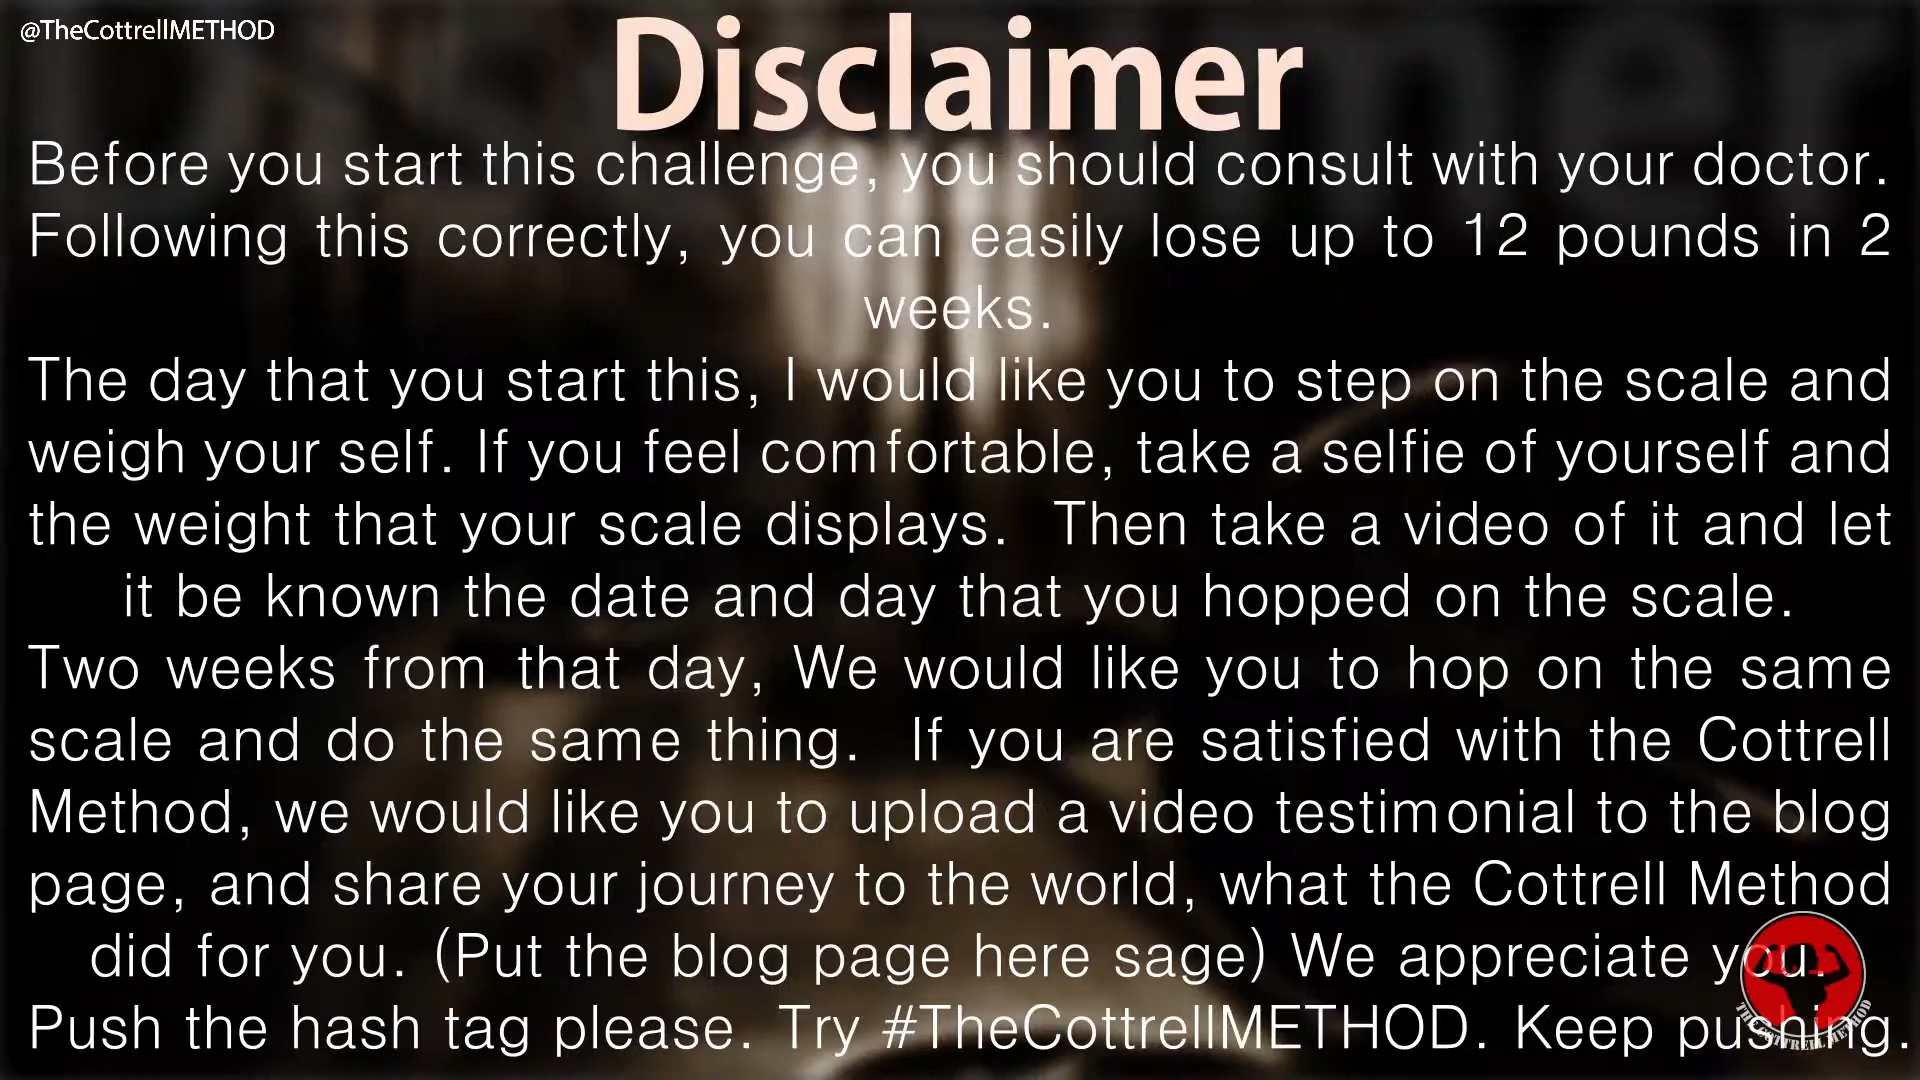 @TheCottrellMETHOD
Disclaimer
Before you start this challenge, you should consult with your doctor.
Following this correctly, you can easily lose up to 12 pounds in 2
weeks.
The day that you start this, I would like you to step on the scale and
weigh your self. If you feel comfortable, take a selfie of yourself and
the weight that your scale displays.  Then take a video of it and let
it be known the date and day that you hopped on the scale.
Two weeks from that day, We would like you to hop on the same
scale and do the same thing.  If you are satisfied with the Cottrell
Method, we would like you to upload a video testimonial to the blog
page, and share your journey to the world, what the Cottrell Method
did for you. (Put the blog page here sage) We appreciate you.
Push the hash tag please. Try #TheCottrellMETHOD. Keep pushing.
THE COTTRELL METHOD